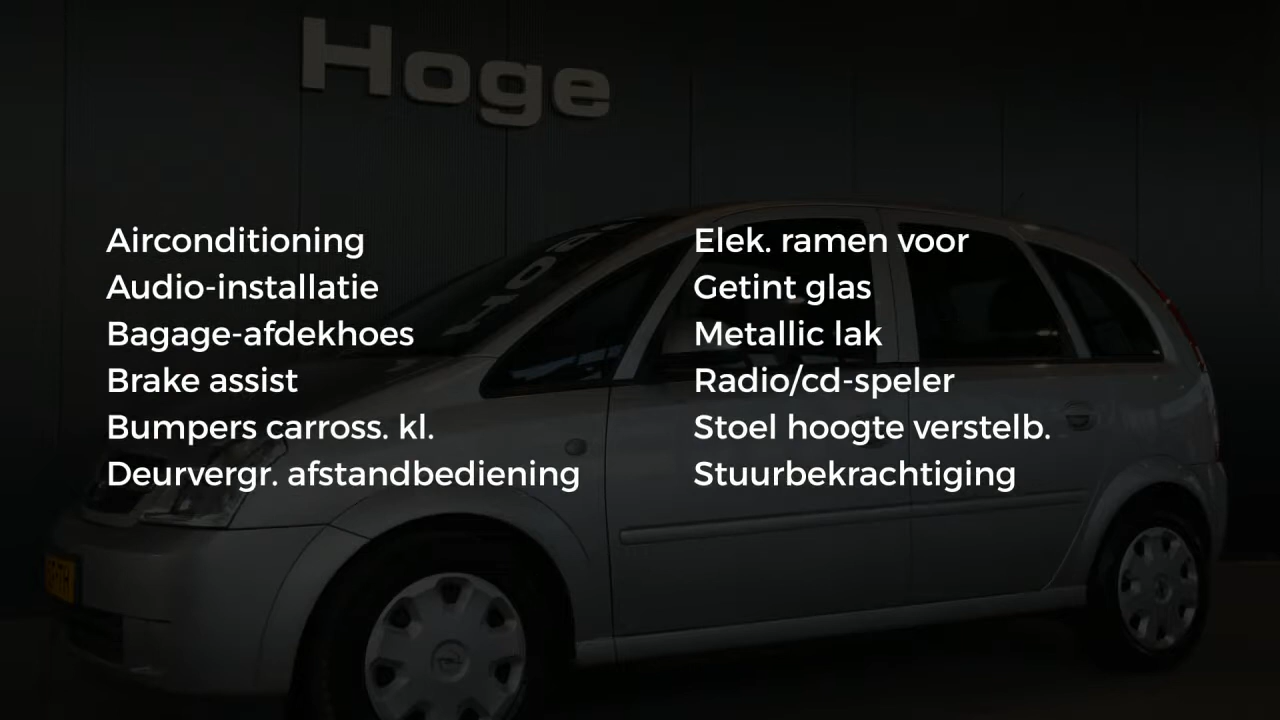 Hoge
Airconditioning
Audio-installatie
Bagage-afdekhoes
Brake assist
Bumpers carross. kl.
Deurvergr. afstandbediening
Elek. ramen voor
Getint glas
Metallic lak
Radio/cd-speler
Stoel hoogte verstelb.
Stuurbekrachtiging